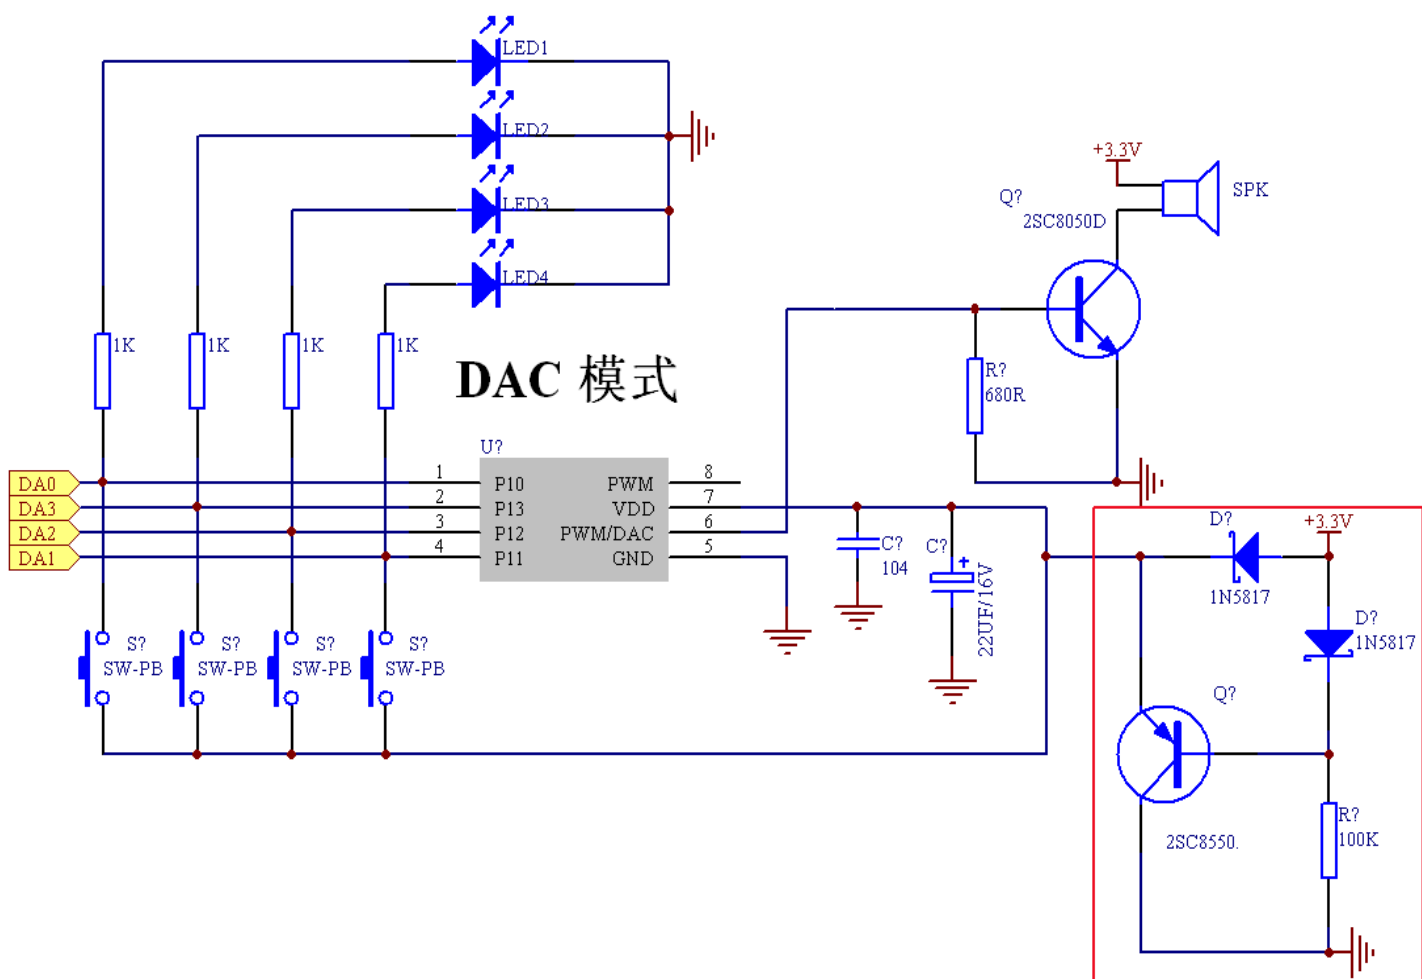 LED1
LED2
LED3
LED4
+3.3V
SPK
Q?
2SC8050D
1K
1K
1K
1K
DAC 模式
R?
680R
U?
DA0
DA3
DA2
DA1
1
2
3
4
P10
P13
P12
P11
PWM
VDD
PWM/DAC
GND
8
7
6
5
C?
104
C?
+
22UF/16V
D?
1N5817
+3.3V
D?
1N5817
S?
SW-PB
S?
SW-PB
S?
SW-PB
S?
SW-PB
Q?
2SC8550.
R?
100K